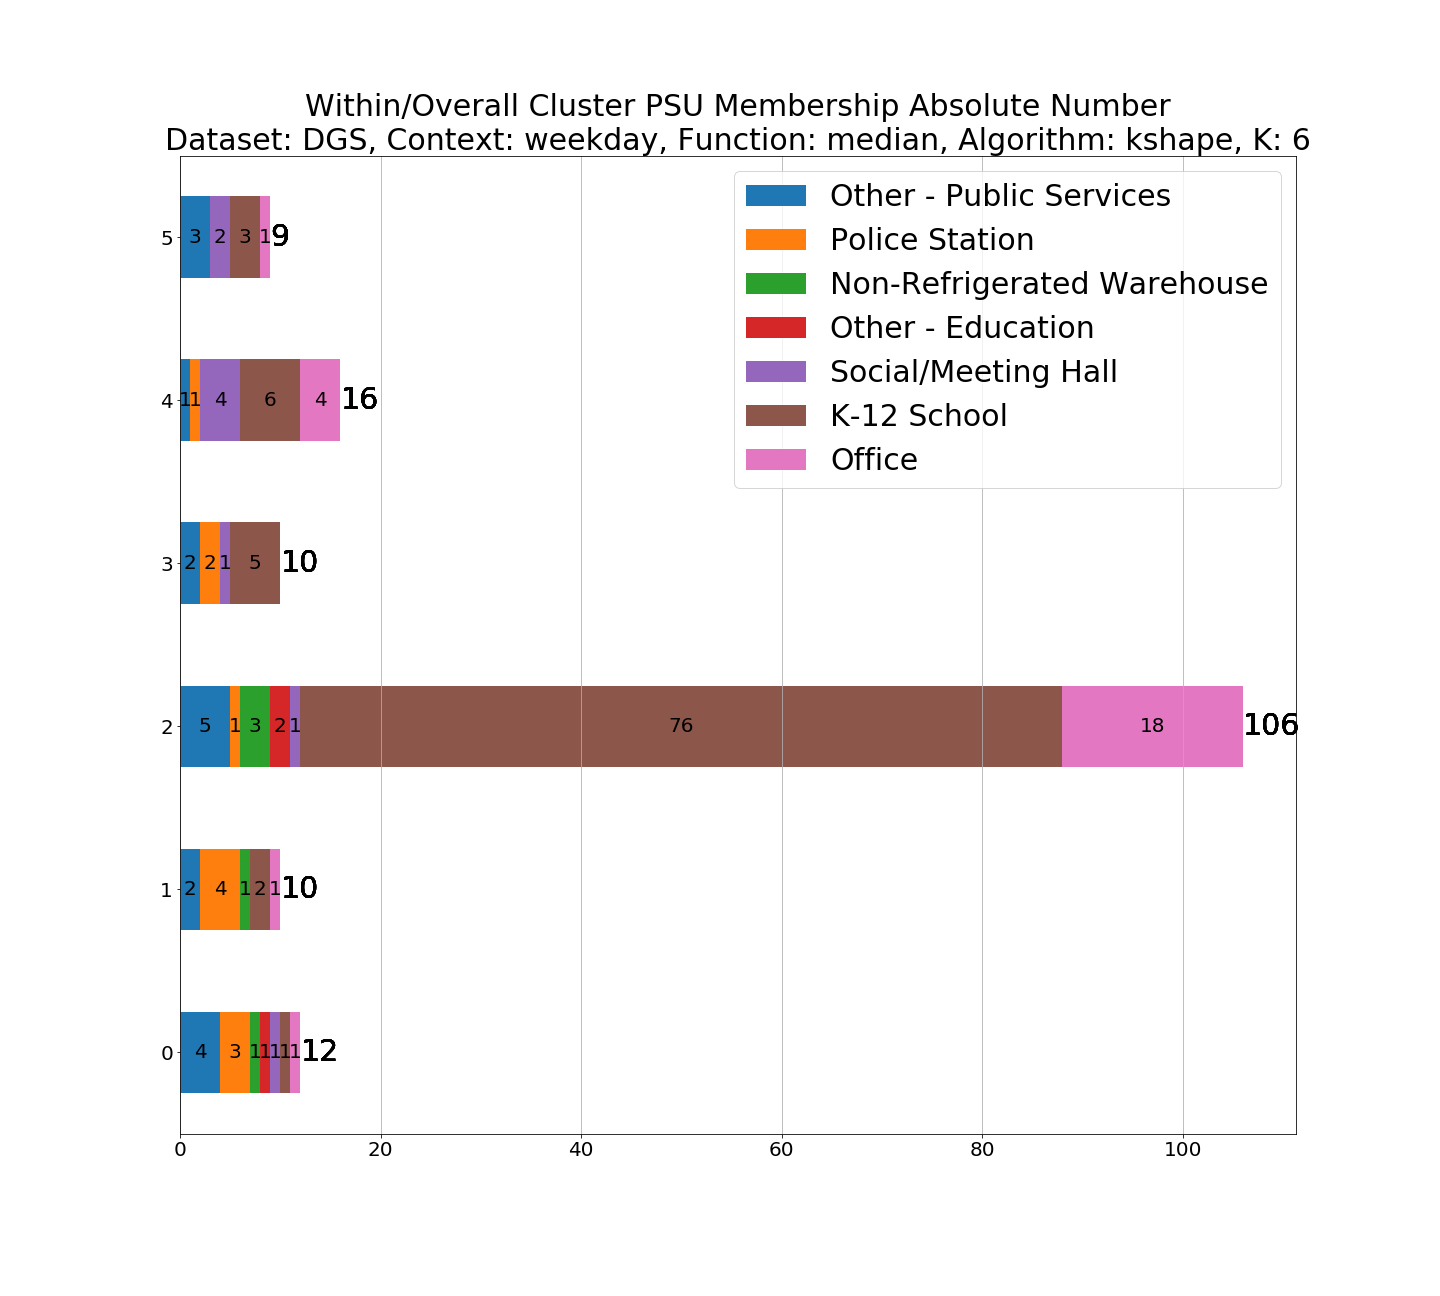 Within/Overall Cluster PSU Membership Absolute Number
Dataset: DGS, Context: weekday, Function: median, Algorithm: kshape, K: 6
Other - Public Services
Police Station
Non-Refrigerated Warehouse
Other - Education
Social/Meeting Hall
K-12 School
Office
5 3 2 3 1 9
4 1 1 4 6 4 16
3 2 2 1 5 10
2 5 1 3 2 1 76 18 106
1 2 4 1 2 1 10
0 4 3 1 1 1 1 1 12
0 20 40 60 80 100